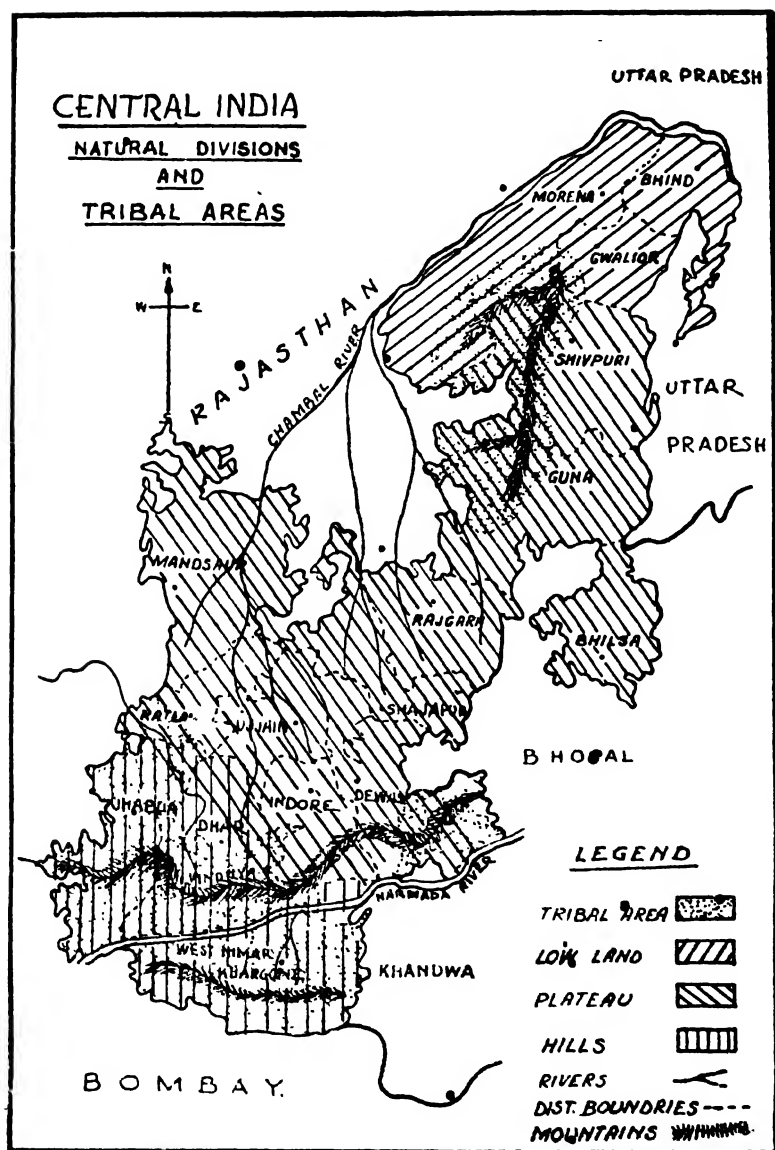 UTTAR PRADESH
CENTRAL INDIA
NATURAL DIVISIONS
AND
TRIBAL AREAS
BHIND
MORENA
GWALIOR
N
W E
RAJASTHAN
CHAMBAL RIVER
SHIVPURI
UTTAR
PRADESH
GUNA
MANDSAUR
RAJGARH
BHILSA
RATLAM
UJJAIN
SHAJAPUR
BHOPAL
JHABUA
DHAR
INDORE
DEWAS
VINDHYA
NARMADA RIVER
WEST NIMAR
KHARGONE
KHANDWA
BOMBAY.
LEGEND
TRIBAL AREA
LOW LAND
PLATEAU
HILLS
RIVERS
DIST. BOUNDRIES
MOUNTAINS